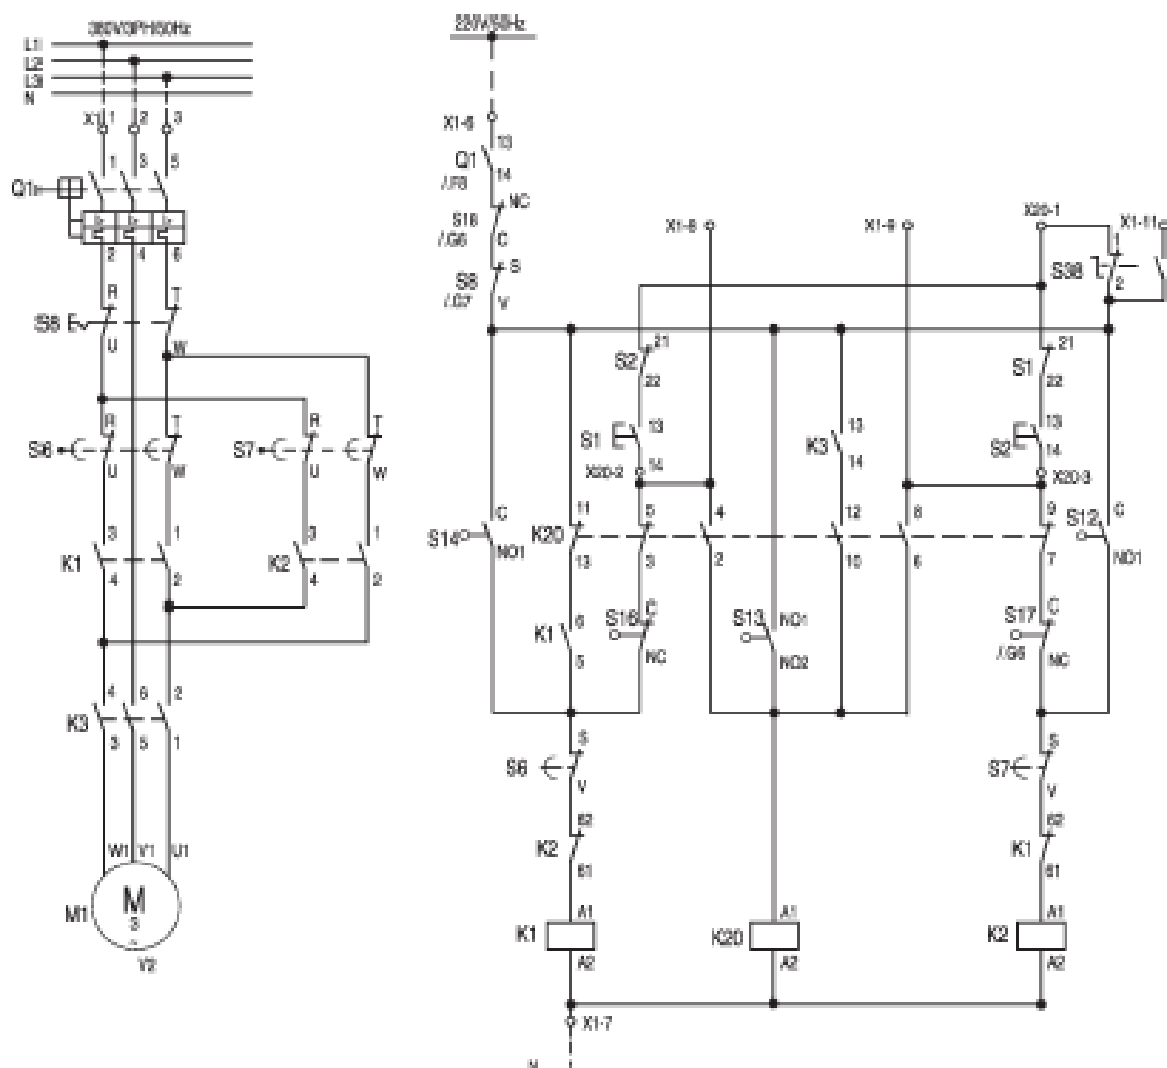 380V/3PH/50Hz
L1
L2
L3
N
X1 1 2 3
1 3 5
Q1
2 4 6
R T
S8
U W
R T R T
S6 S7
U W U W
3 1 3 1
K1 K2
4 2 4 2
4 6 2
K3
3 5 1
W1 V1 U1
M1
M
3
~
V2
220V/50Hz
X1-6
13
Q1
14
/.F8
NC
S18
/.G6 C
S
S8
/.G7 V
X1-8 X1-9 X20-1 X1-11
1
S38
2
21 21
S2 S1
22 22
13 13 13
S1 K3 S2
14 14 14
X20-2 X20-3
C 11 5 4 12 8 9 C
S14 K20 S12
NO1 13 3 2 10 6 7 NO1
6 C NO1 C
K1 S16 S13 S17
5 NC NO2 /.G6 NC
S S
S6 S7
V V
62 62
K2 K1
61 61
A1 A1 A1
K1 K20 K2
A2 A2 A2
X1-7
N